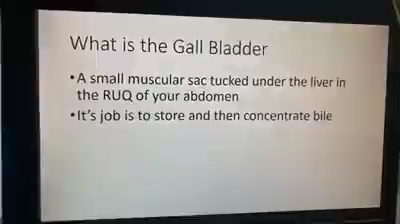 What is the Gall Bladder
•A small muscular sac tucked under the liver in
the RUQ of your abdomen
•It's job is to store and then concentrate bile